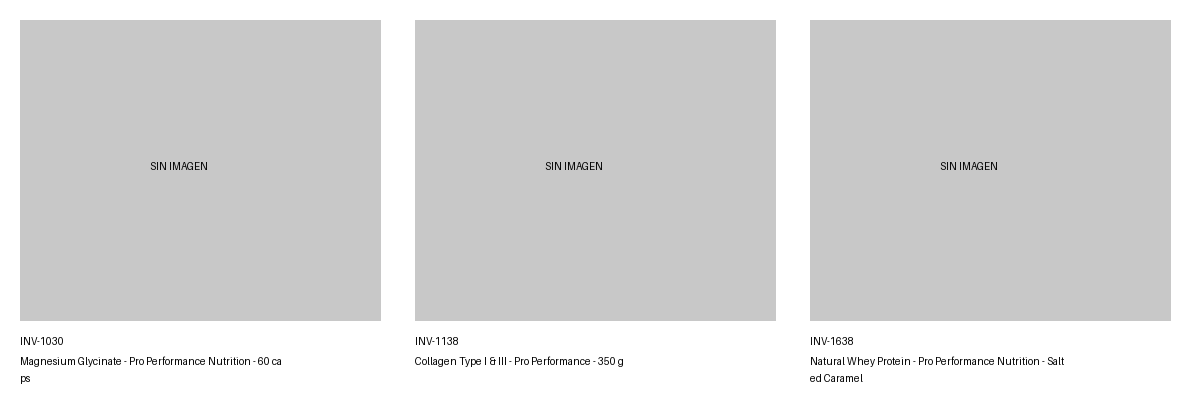 SIN IMAGEN
SIN IMAGEN
SIN IMAGEN
INV-1030
Magnesium Glycinate - Pro Performance Nutrition - 60 ca
ps
INV-1138
Collagen Type I & III - Pro Performance - 350 g
INV-1638
Natural Whey Protein - Pro Performance Nutrition - Salt
ed Caramel